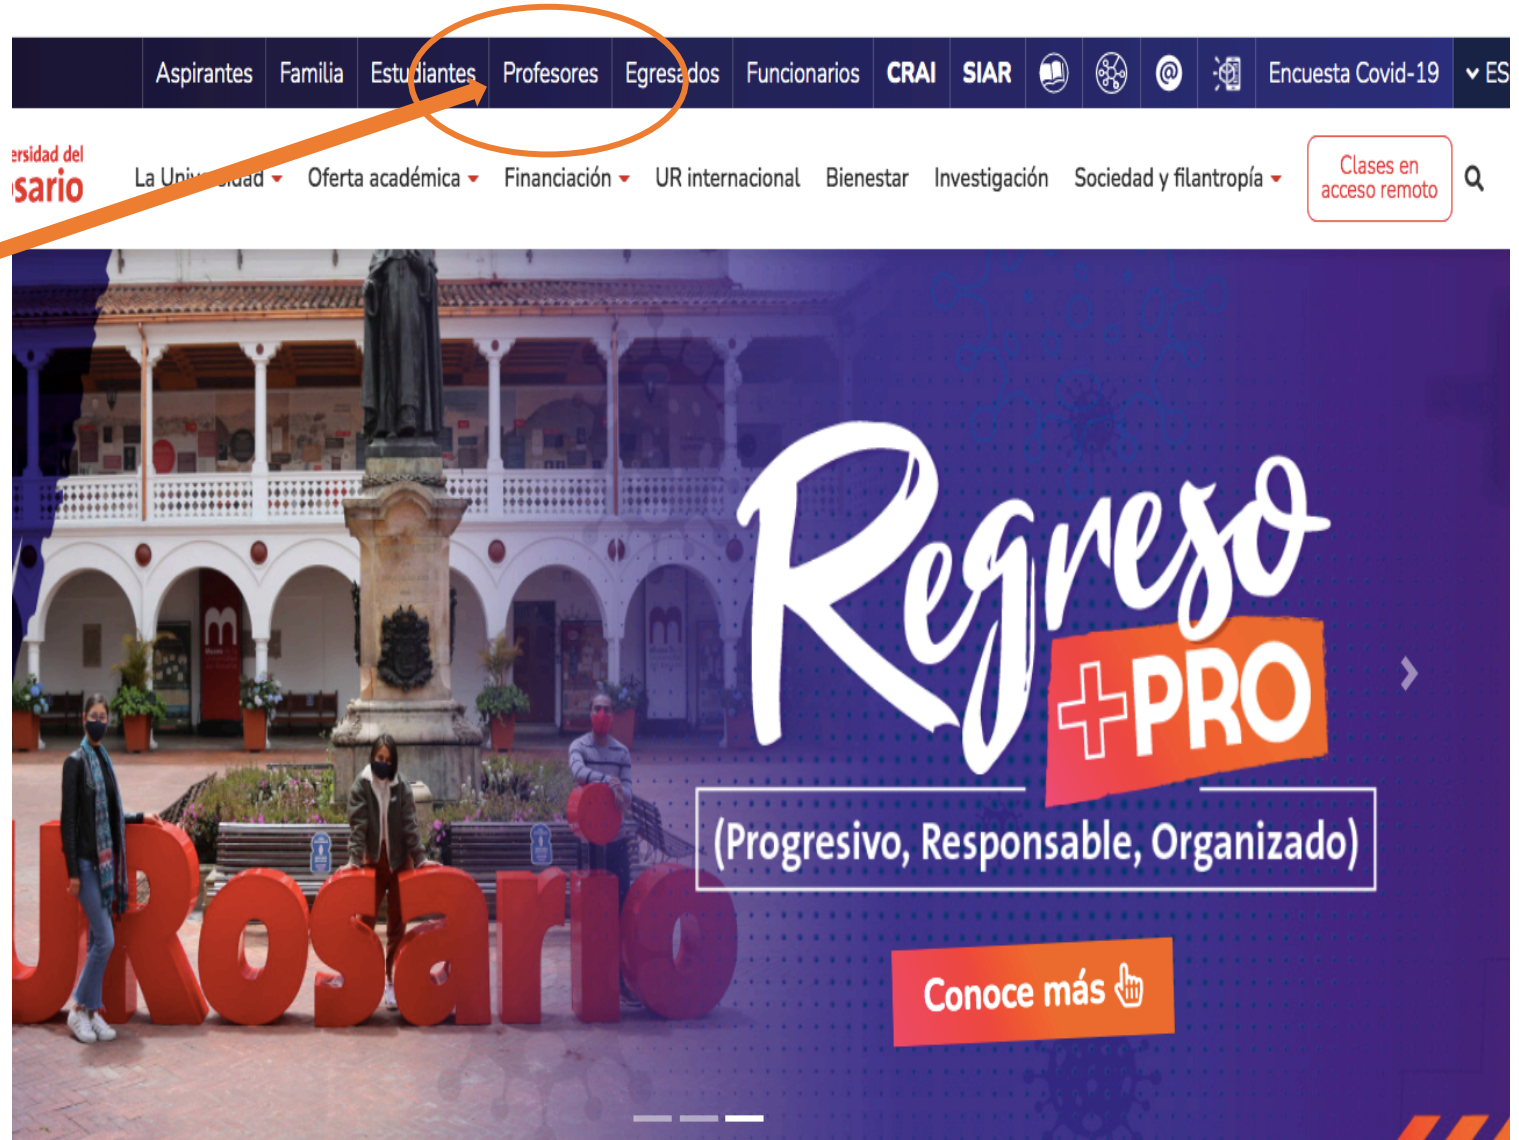 Aspirantes Familia Estudiantes Profesores Egresados Funcionarios CRAI SIAR @ Encuesta Covid-19 ES
ersidad del
sario
La Universidad Oferta académica Financiación UR internacional Bienestar Investigación Sociedad y filantropía
Clases en
acceso remoto
Regreso
+PRO
(Progresivo, Responsable, Organizado)
URosario
Conoce más